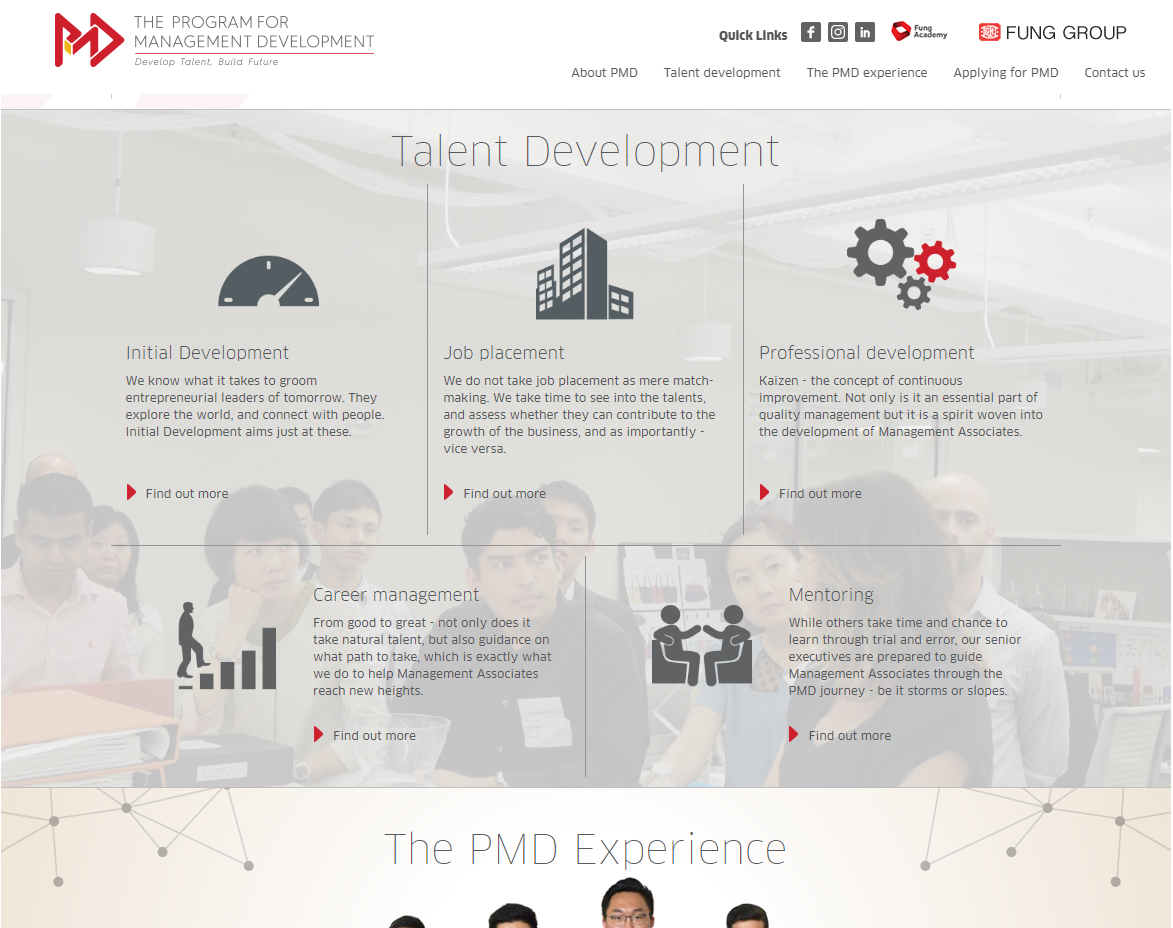 THE PROGRAM FOR
MANAGEMENT DEVELOPMENT
Develop Talent, Build Future
Quick Links
Fung
Academy
FUNG GROUP
About PMD
Talent development
The PMD experience
Applying for PMD
Contact us
Talent Development
Initial Development
We know what it takes to groom
entrepreneurial leaders of tomorrow. They
explore the world, and connect with people.
Initial Development aims just at these.
Find out more
Job placement
We do not take job placement as mere match-
making. We take time to see into the talents,
and assess whether they can contribute to the
growth of the business, and as importantly -
vice versa.
Find out more
Professional development
Kaizen - the concept of continuous
improvement. Not only is it an essential part of
quality management but it is a spirit woven into
the development of Management Associates.
Find out more
Career management
From good to great - not only does it
take natural talent, but also guidance on
what path to take, which is exactly what
we do to help Management Associates
reach new heights.
Find out more
Mentoring
While others take time and chance to
learn through trial and error, our senior
executives are prepared to guide
Management Associates through the
PMD journey - be it storms or slopes.
Find out more
The PMD Experience